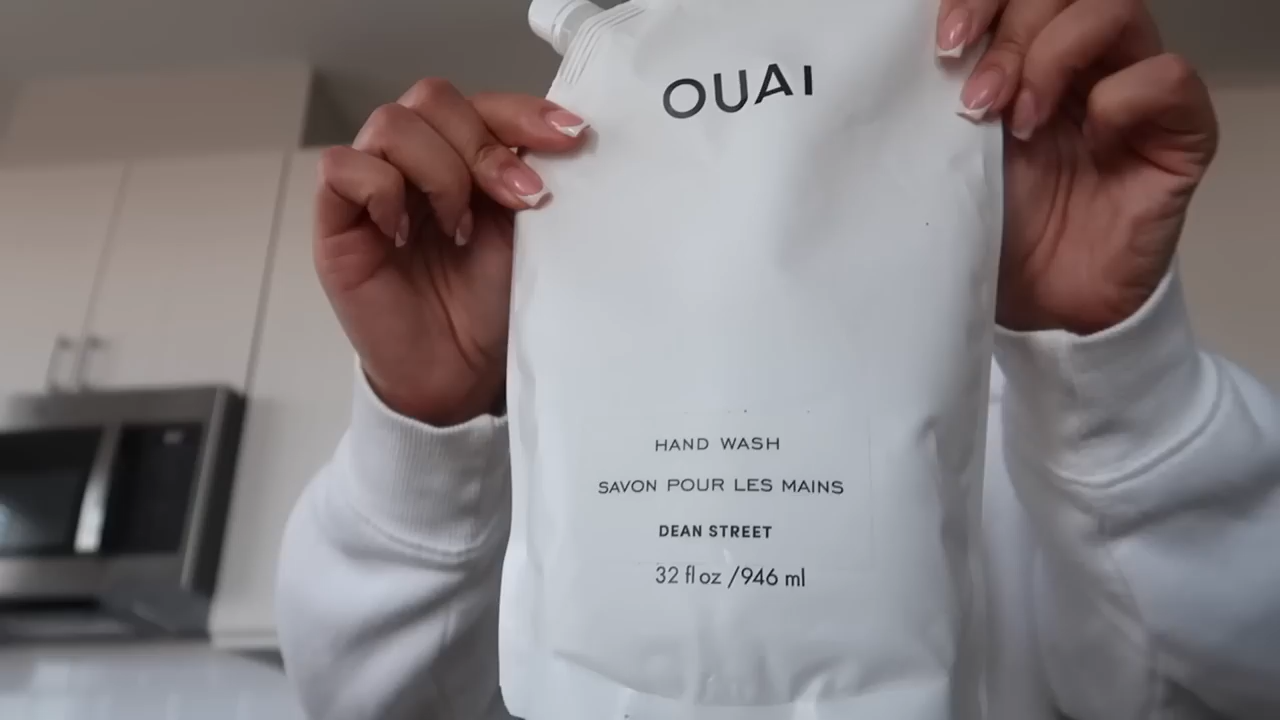 OUAI
HAND WASH
SAVON POUR LES MAINS
DEAN STREET
32 fl oz / 946 ml